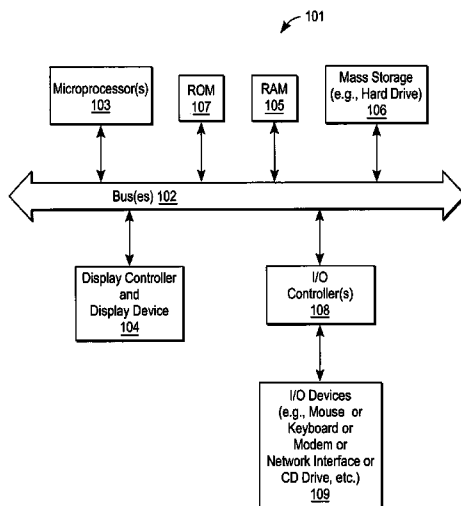 101
Microprocessor(s)
103
ROM
107
RAM
105
Mass Storage
(e.g., Hard Drive)
106
Bus(es) 102
Display Controller
and
Display Device
104
I/O
Controller(s)
108
I/O Devices
(e.g., Mouse or
Keyboard or
Modem or
Network Interface or
CD Drive, etc.)
109